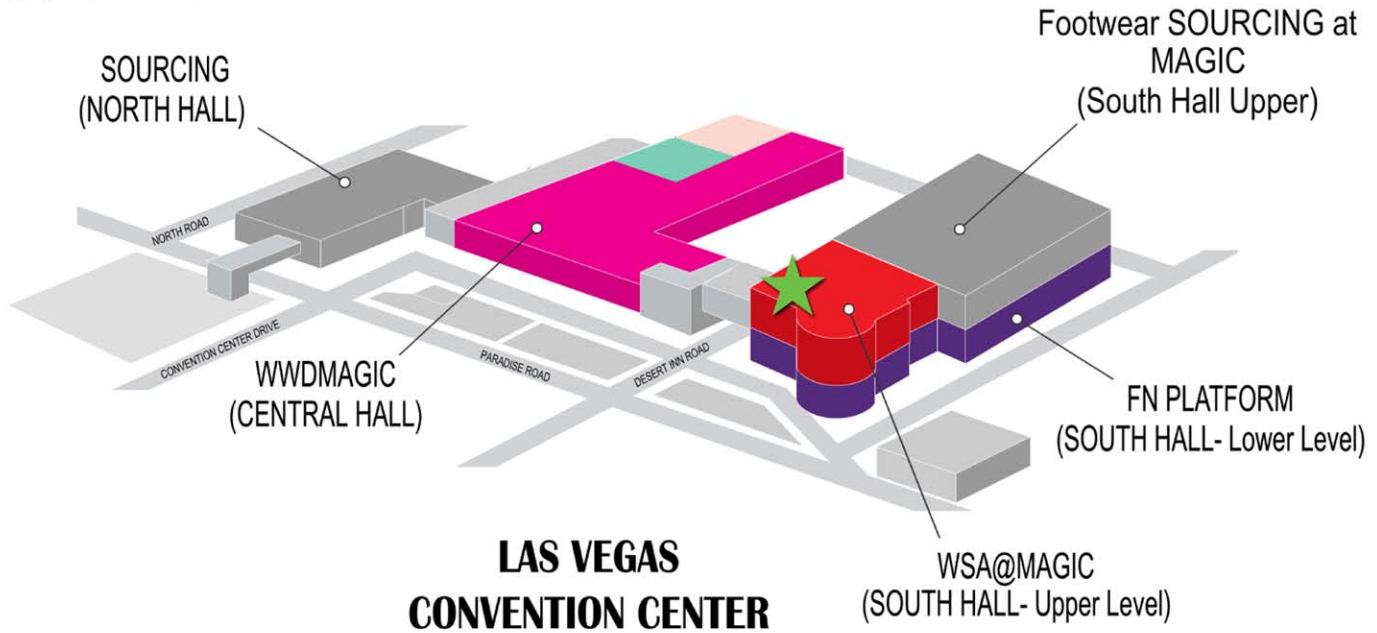 Footwear SOURCING at
MAGIC
(South Hall Upper)
SOURCING
(NORTH HALL)
NORTH ROAD
CONVENTION CENTER DRIVE
PARADISE ROAD
DESERT INN ROAD
WWDMAGIC
(CENTRAL HALL)
FN PLATFORM
(SOUTH HALL- Lower Level)
WSA@MAGIC
(SOUTH HALL- Upper Level)
LAS VEGAS
CONVENTION CENTER